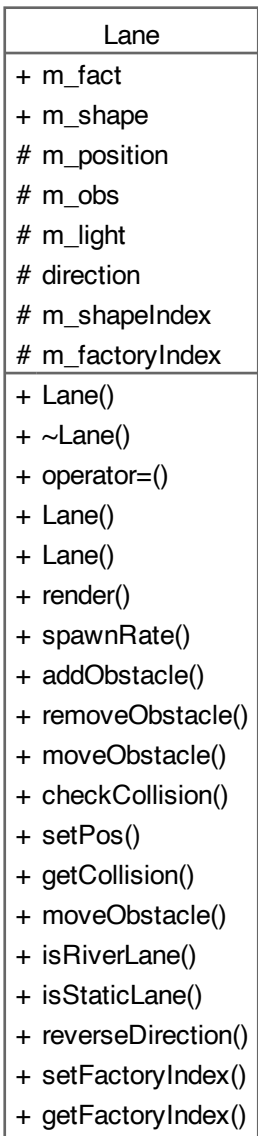 Lane
+ m_fact
+ m_shape
# m_position
# m_obs
# m_light
# direction
# m_shapeIndex
# m_factoryIndex
+ Lane()
+ ~Lane()
+ operator=()
+ Lane()
+ Lane()
+ render()
+ spawnRate()
+ addObstacle()
+ removeObstacle()
+ moveObstacle()
+ checkCollision()
+ setPos()
+ getCollision()
+ moveObstacle()
+ isRiverLane()
+ isStaticLane()
+ reverseDirection()
+ setFactoryIndex()
+ getFactoryIndex()